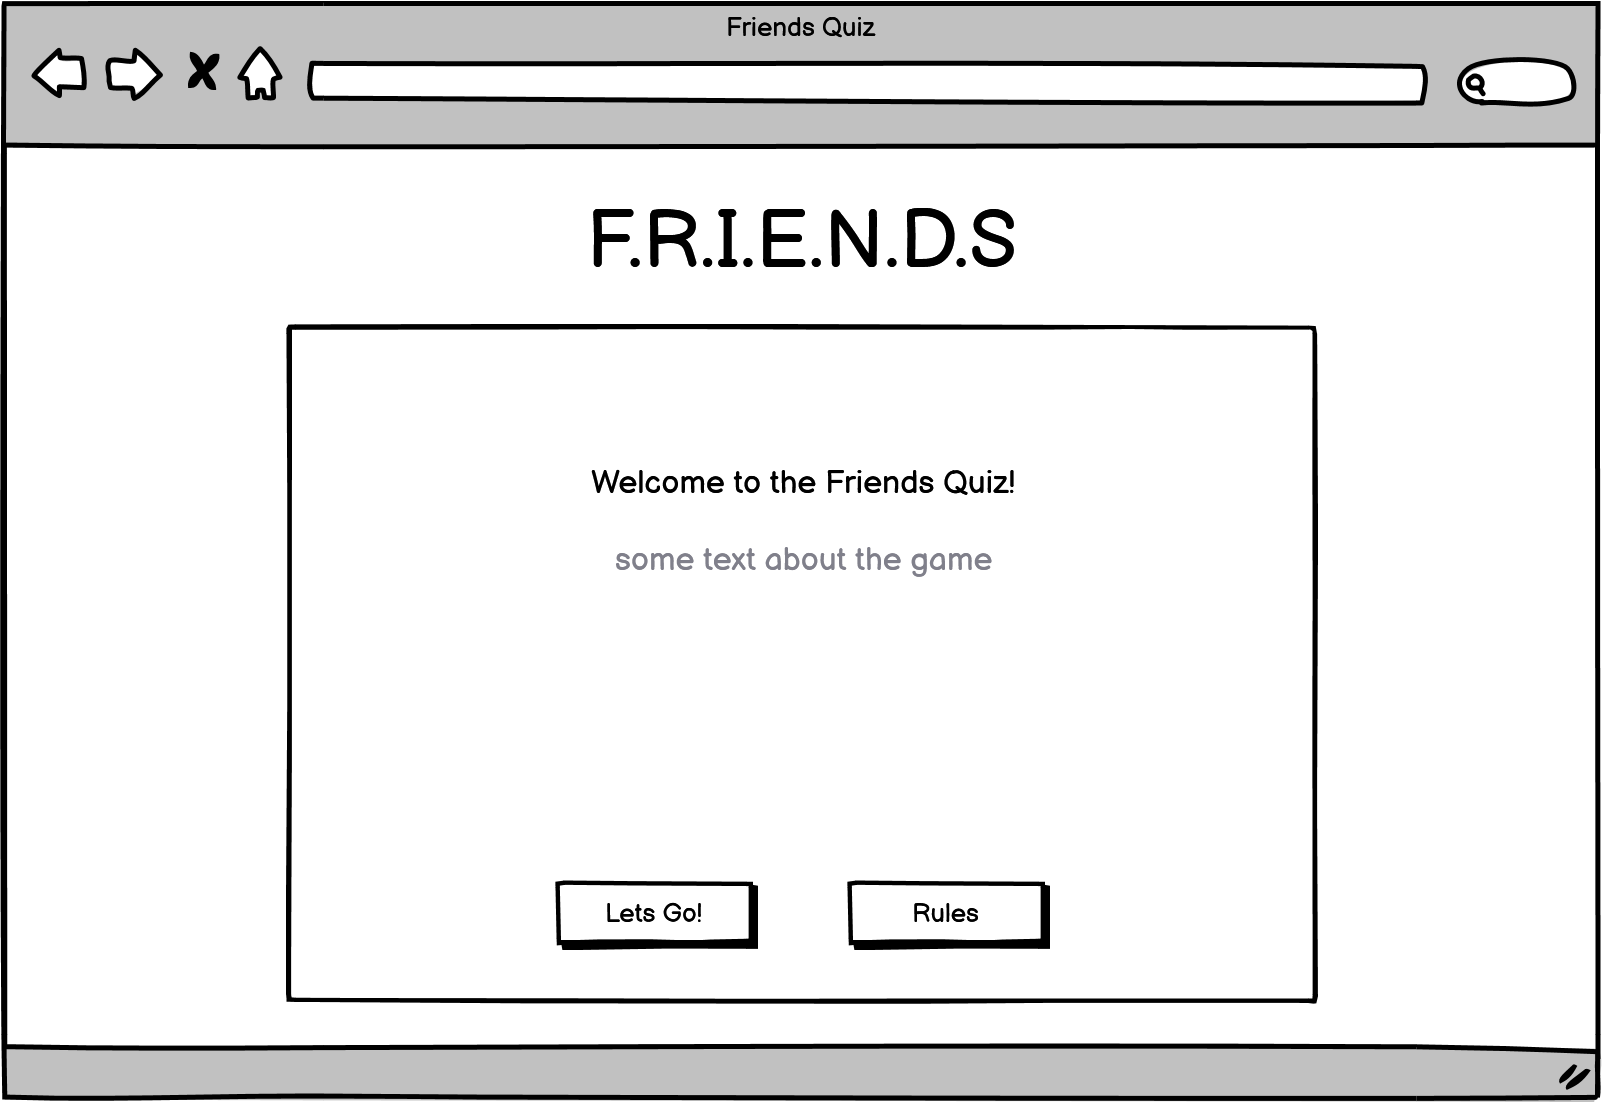 Friends Quiz
F.R.I.E.N.D.S
Welcome to the Friends Quiz!
some text about the game
Lets Go!
Rules